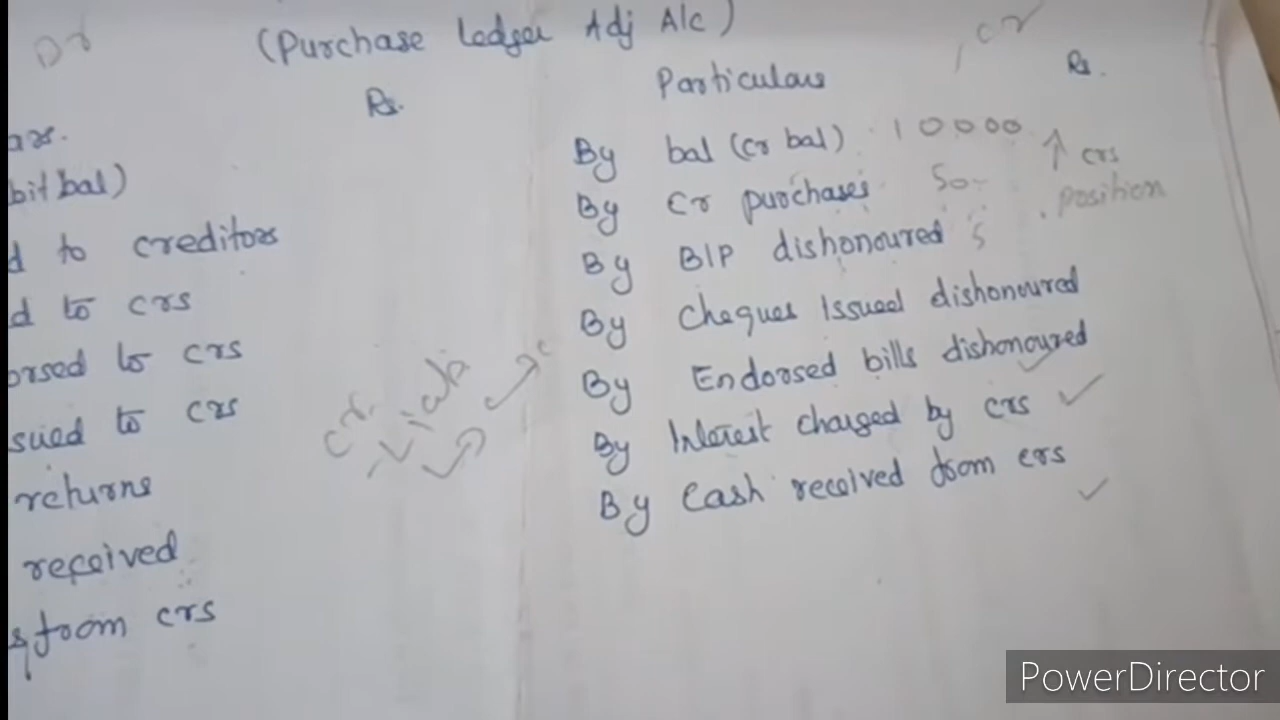 Dr (Purchase Ledger Adj A/c) Cr
Rs. Particulars Rs.
ars.
bit bal)
d to creditors
d to crs
orsed to crs
sued to crs
returns
received
from crs
By bal (cr bal) 10000
By Cr purchases 50
By B/P dishonoured 5
By Cheques issued dishonoured
By Endorsed bills dishonoured
By Interest charged by crs
By Cash received from crs
↑ crs
position
cr.
Liab
PowerDirector